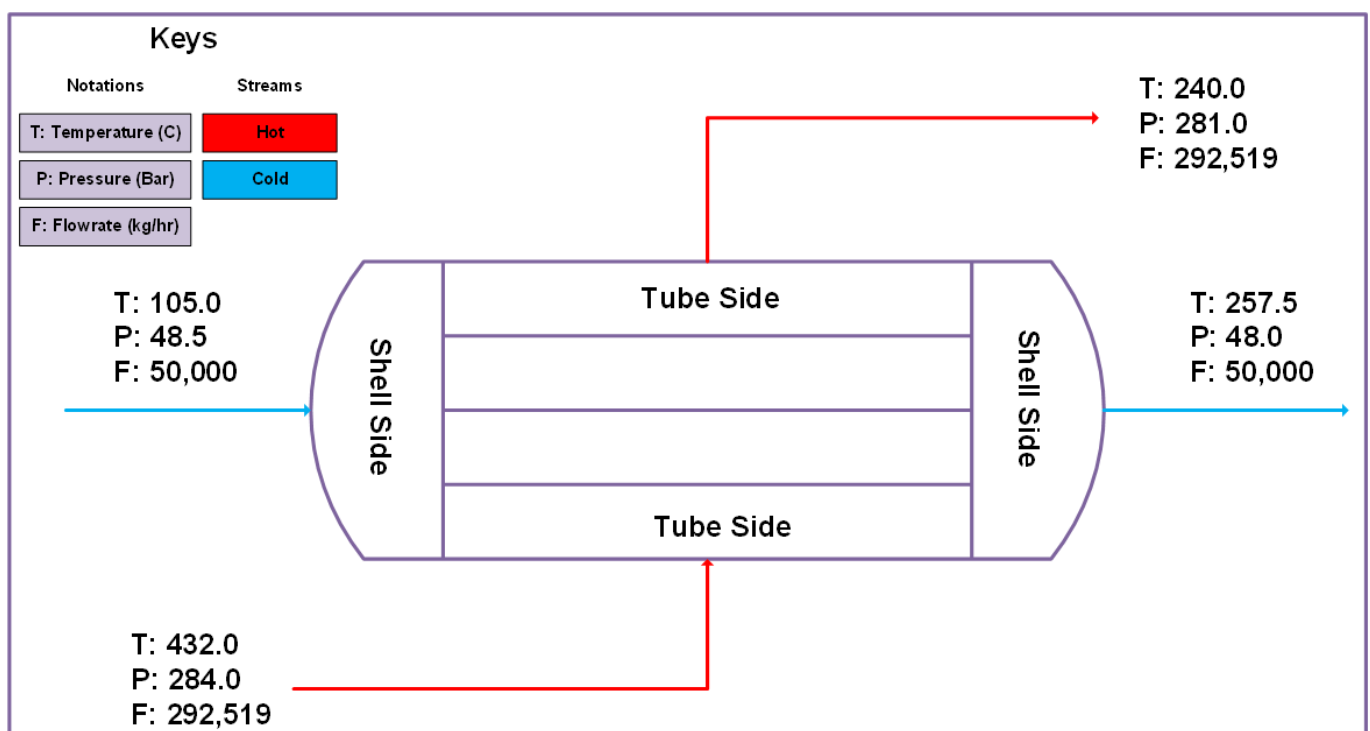 Keys
Notations Streams
T: Temperature (C) Hot
P: Pressure (Bar) Cold
F: Flowrate (kg/hr)
T: 240.0
P: 281.0
F: 292,519
T: 105.0
P: 48.5
F: 50,000
Shell Side
Tube Side
Tube Side
Shell Side
T: 257.5
P: 48.0
F: 50,000
T: 432.0
P: 284.0
F: 292,519